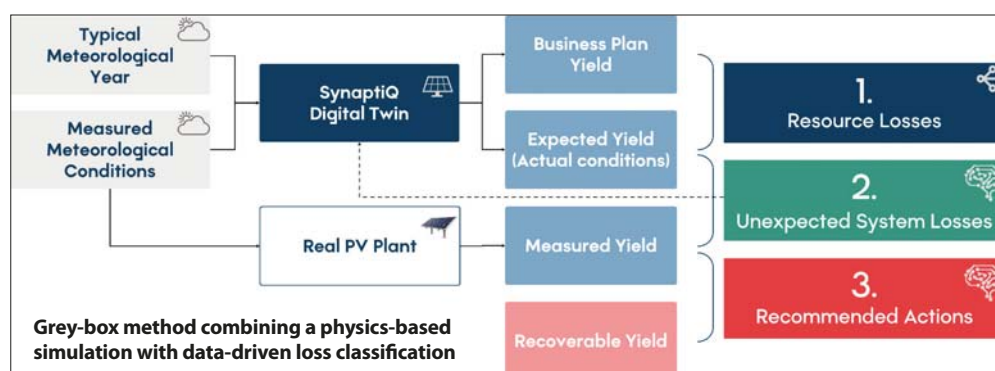 Typical
Meteorological
Year
Measured
Meteorological
Conditions
SynaptiQ
Digital Twin
Real PV Plant
Business Plan
Yield
Expected Yield
(Actual conditions)
Measured Yield
Recoverable Yield
1.
Resource Losses
2.
Unexpected System Losses
3.
Recommended Actions
Grey-box method combining a physics-based
simulation with data-driven loss classification